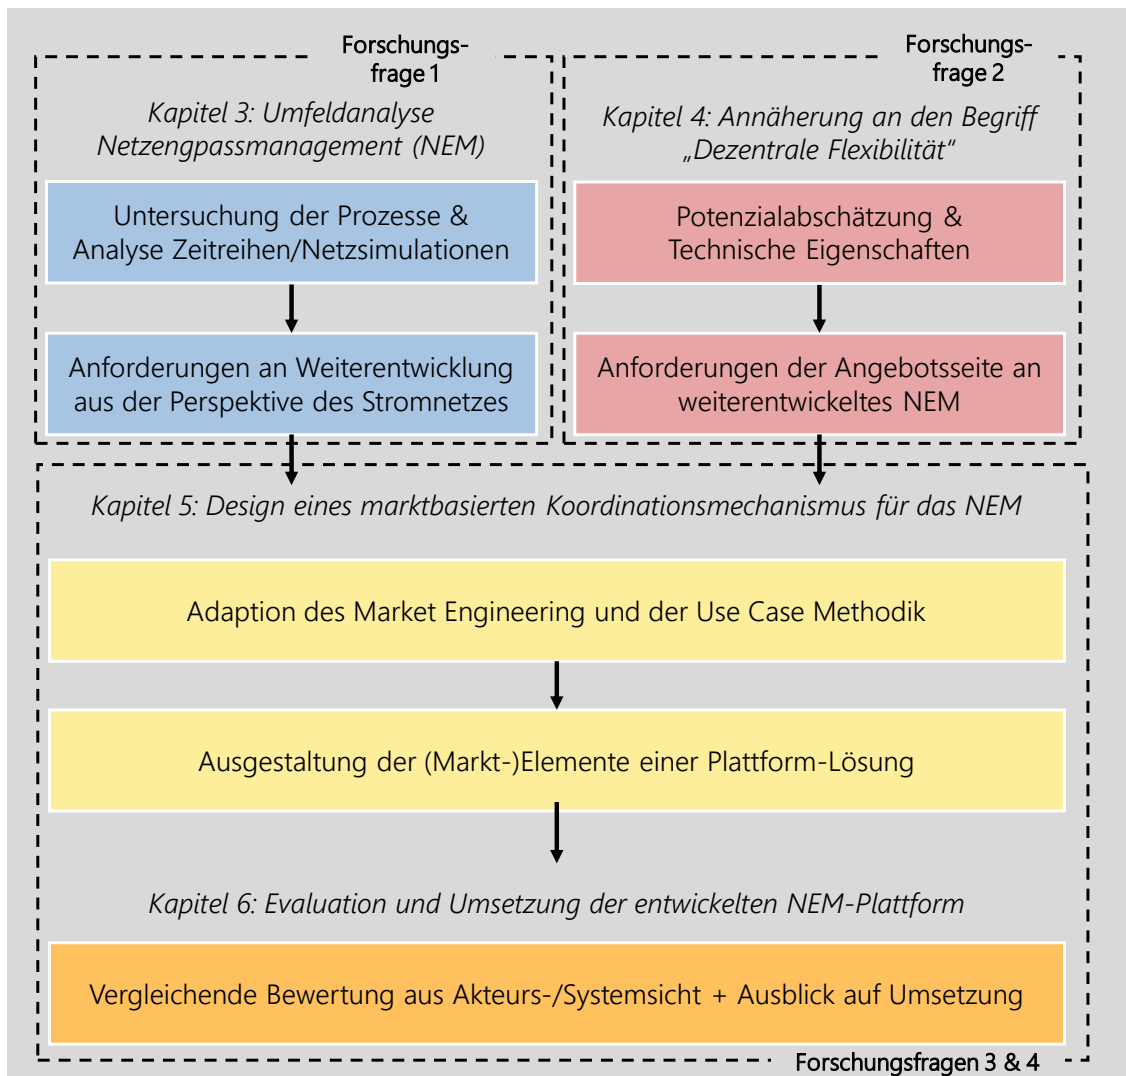 Forschungs-
frage 1
Kapitel 3: Umfeldanalyse
Netzengpassmanagement (NEM)
Untersuchung der Prozesse &
Analyse Zeitreihen/Netzsimulationen
Anforderungen an Weiterentwicklung
aus der Perspektive des Stromnetzes
Forschungs-
frage 2
Kapitel 4: Annäherung an den Begriff
„Dezentrale Flexibilität“
Potenzialabschätzung &
Technische Eigenschaften
Anforderungen der Angebotsseite an
weiterentwickeltes NEM
Kapitel 5: Design eines marktbasierten Koordinationsmechanismus für das NEM
Adaption des Market Engineering und der Use Case Methodik
Ausgestaltung der (Markt-)Elemente einer Plattform-Lösung
Kapitel 6: Evaluation und Umsetzung der entwickelten NEM-Plattform
Vergleichende Bewertung aus Akteurs-/Systemsicht + Ausblick auf Umsetzung
Forschungsfragen 3 & 4